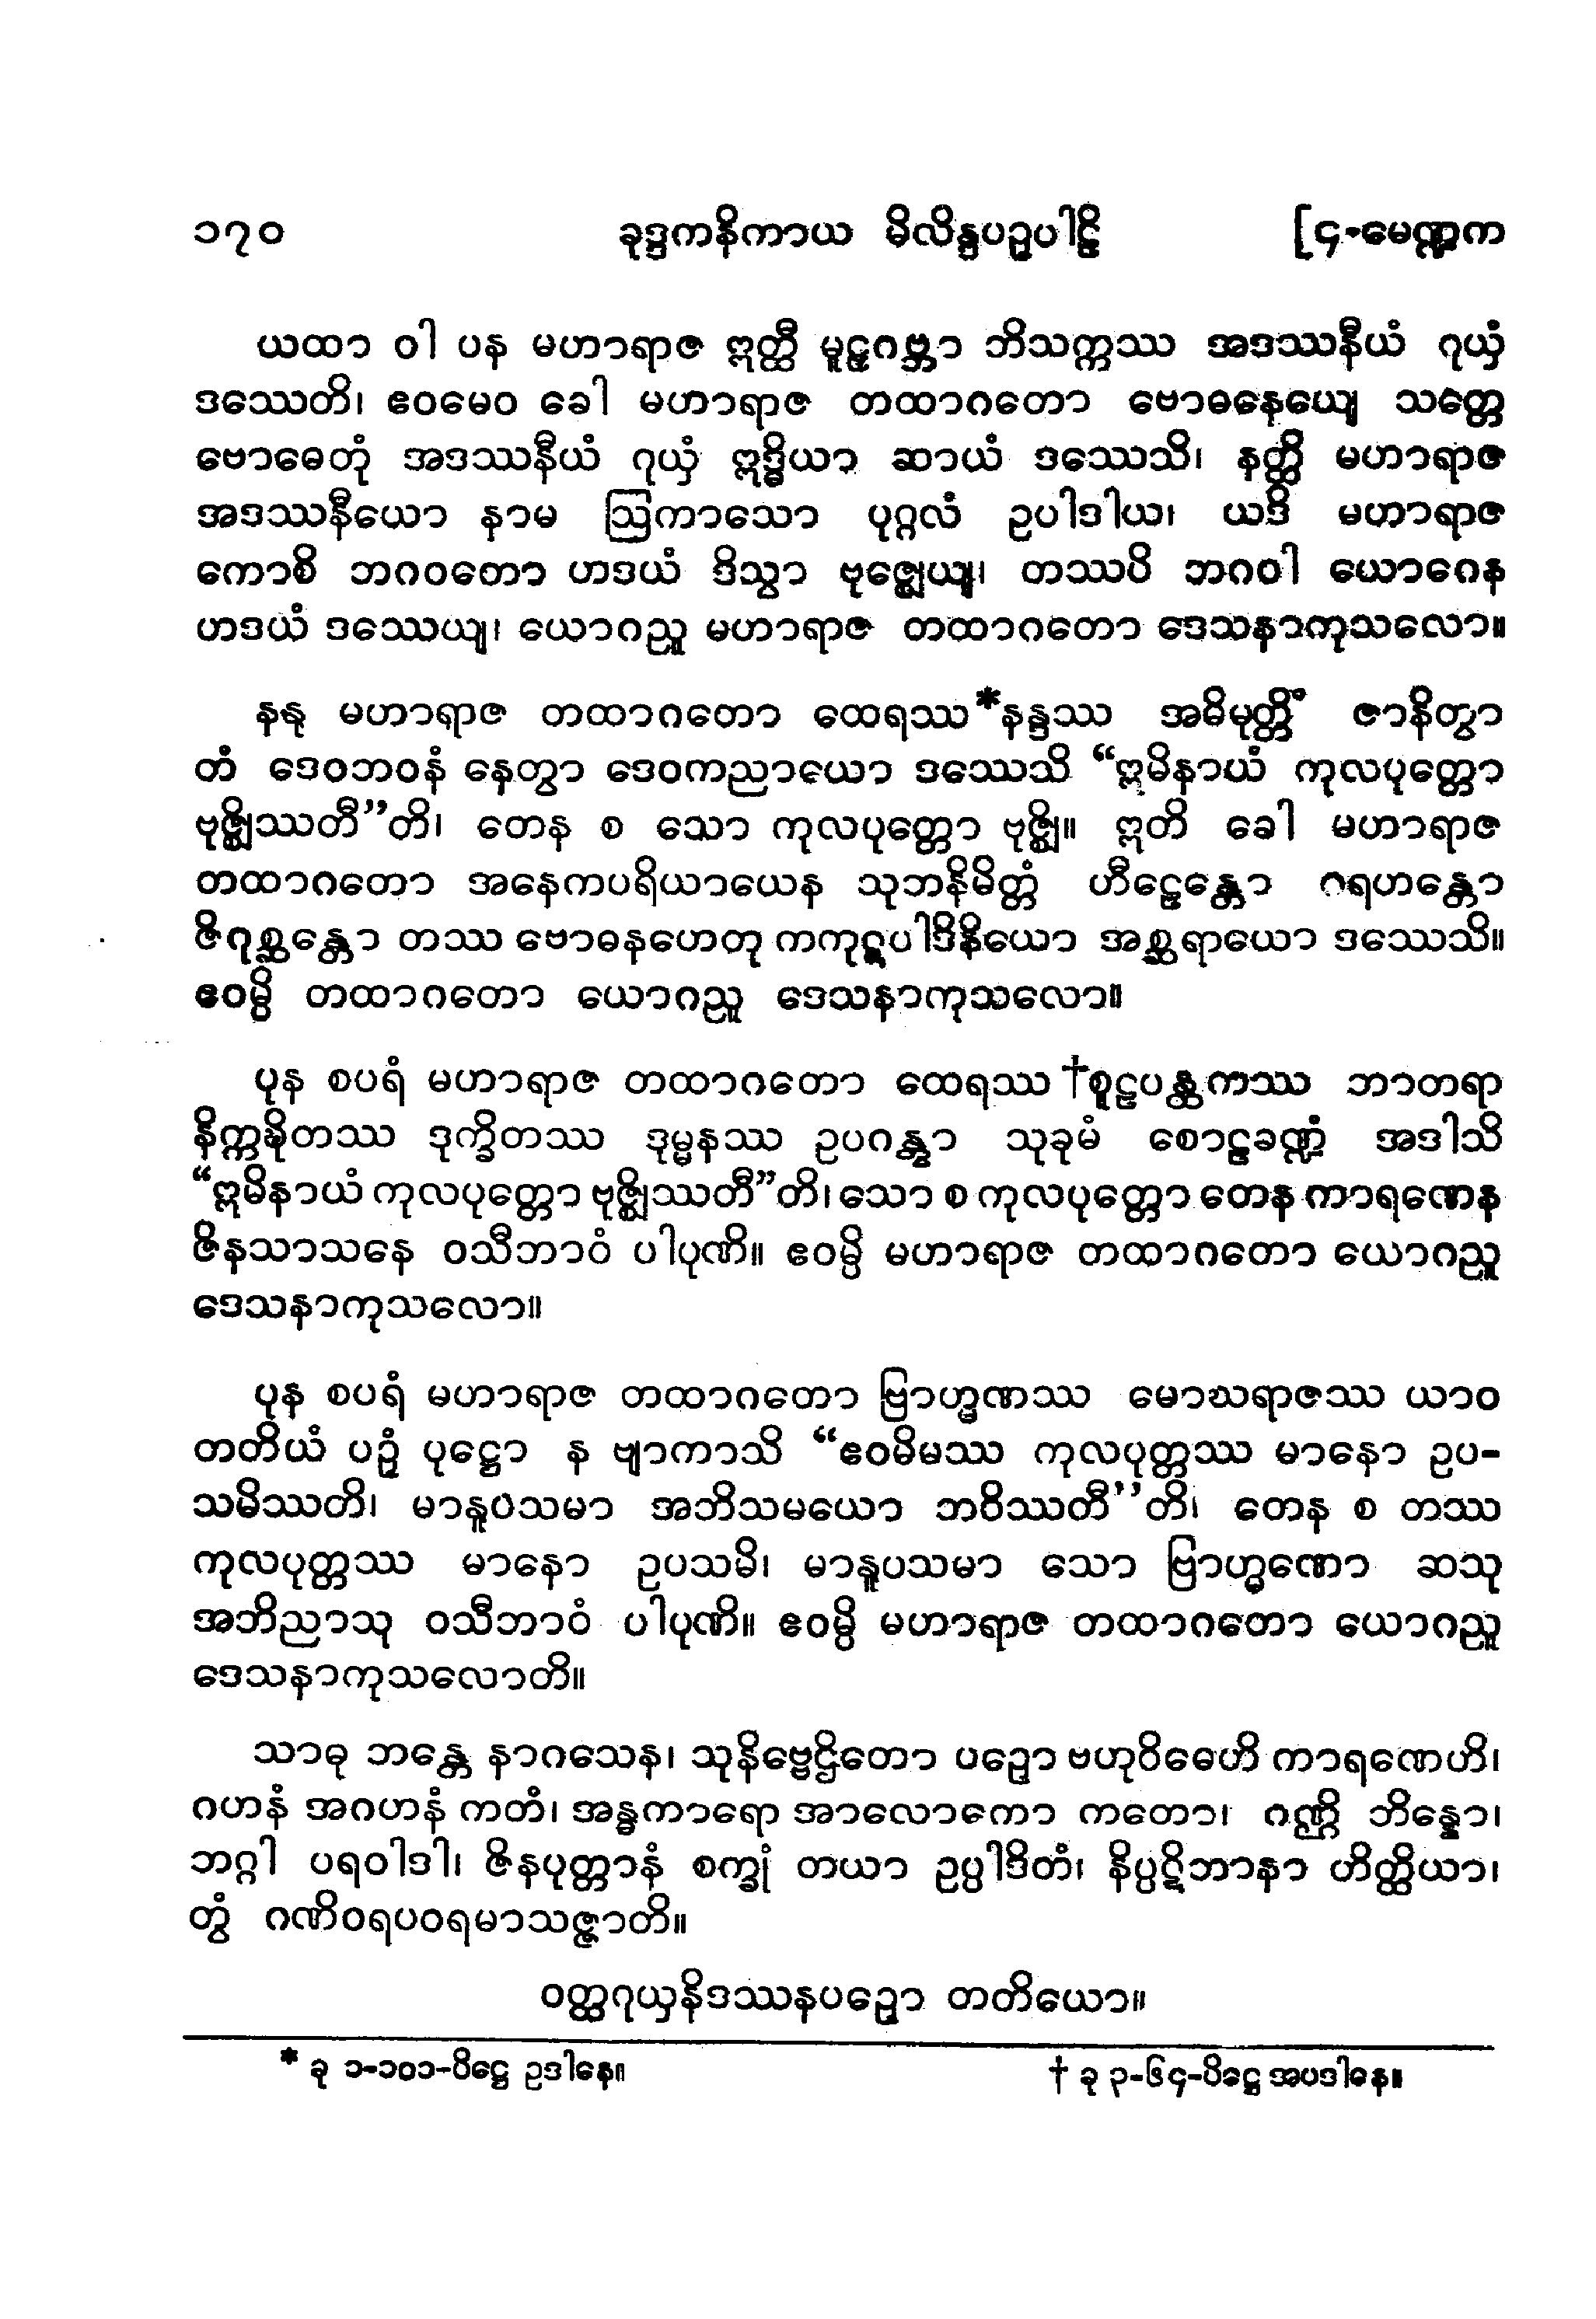 ၁၇၀ ခုဒ္ဒကနိကာယ မိလိန္ဒပဉှပါဠိ [၄-မေဏ္ဍက
ယထာ ဝါ ပန မဟာရာဇ ဣတ္ထီ မူဠှဂဗ္ဘာ ဘိသက္ကဿ အဒဿနီယံ ဂုယှံ
ဒဿေတိ၊ ဧဝမေဝ ခေါ မဟာရာဇ တထာဂတော ဗောဓနေယျေ သတ္တေ
ဗောဓေတုံ အဒဿနီယံ ဂုယှံ ဣဒ္ဓိယာ ဆာယံ ဒဿေသိ၊ နတ္ထိ မဟာရာဇ
အဒဿနီယော နာမ ဩကာသော ပုဂ္ဂလံ ဥပါဒါယ၊ ယဒိ မဟာရာဇ
ကောစိ ဘဂဝတော ဟဒယံ ဒိသွာ ဗုဇ္ဈေယျ၊ တဿပိ ဘဂဝါ ယောဂေန
ဟဒယံ ဒဿေယျ၊ ယောဂညူ မဟာရာဇ တထာဂတော ဒေသနာကုသလော။
နနု မဟာရာဇ တထာဂတော ထေရဿ *နန္ဒဿ အဓိမုတ္တိံ ဇာနိတွာ
တံ ဒေဝဘဝနံ နေတွာ ဒေဝကညာယော ဒဿေသိ “ဣမိနာယံ ကုလပုတ္တော
ဗုဇ္ဈိဿတီ”တိ၊ တေန စ သော ကုလပုတ္တော ဗုဇ္ဈိ။ ဣတိ ခေါ မဟာရာဇ
တထာဂတော အနေကပရိယာယေန သုဘနိမိတ္တံ ဟီဠေန္တော ဂရဟန္တော
ဇိဂုစ္ဆန္တော တဿ ဗောဓနဟေတု ကကုဋပါဒိနိယော အစ္ဆရာယော ဒဿေသိ။
ဧဝမ္ပိ တထာဂတော ယောဂညူ ဒေသနာကုသလော။
ပုန စပရံ မဟာရာဇ တထာဂတော ထေရဿ †စူဠပန္ထကဿ ဘာတရာ
နိက္ကဍ္ဎိတဿ ဒုက္ခိတဿ ဒုမ္မနဿ ဥပဂန္တွာ သုခုမံ စောဠခဏ္ဍံ အဒါသိ
“ဣမိနာယံ ကုလပုတ္တော ဗုဇ္ဈိဿတီ”တိ၊ သော စ ကုလပုတ္တော တေန ကာရဏေန
ဇိနသာသနေ ဝသီဘာဝံ ပါပုဏိ။ ဧဝမ္ပိ မဟာရာဇ တထာဂတော ယောဂညူ
ဒေသနာကုသလော။
ပုန စပရံ မဟာရာဇ တထာဂတော ဗြာဟ္မဏဿ မောဃရာဇဿ ယာဝ
တတိယံ ပဉှံ ပုဋ္ဌော န ဗျာကာသိ “ဧဝမိမဿ ကုလပုတ္တဿ မာနော ဥပ-
သမိဿတိ၊ မာနူပသမာ အဘိသမယော ဘဝိဿတီ’’တိ၊ တေန စ တဿ
ကုလပုတ္တဿ မာနော ဥပသမိ၊ မာနူပသမာ သော ဗြာဟ္မဏော ဆသု
အဘိညာသု ဝသီဘာဝံ ပါပုဏိ။ ဧဝမ္ပိ မဟာရာဇ တထာဂတော ယောဂညူ
ဒေသနာကုသလောတိ။
သာဓု ဘန္တေ နာဂသေန၊ သုနိဗ္ဗေဌိတော ပဉှော ဗဟုဝိဓေဟိ ကာရဏေဟိ၊
ဂဟနံ အဂဟနံ ကတံ၊ အန္ဓကာရော အာလောကော ကတော၊ ဂဏ္ဌိ ဘိန္နော၊
ဘဂ္ဂါ ပရဝါဒါ၊ ဇိနပုတ္တာနံ စက္ခုံ တယာ ဥပ္ပါဒိတံ၊ နိပ္ပဋိဘာနာ တိတ္ထိယာ၊
တွံ ဂဏိဝရပဝရမာသဇ္ဇာတိ။
ဝတ္ထဂုယှနိဒဿနပဉှော တတိယော။
* ခု ၁-၁၀၁-ပိဋ္ဌေ ဥဒါနေ။ † ခု ၃-၆၄-ပိဋ္ဌေ အပဒါနေ။